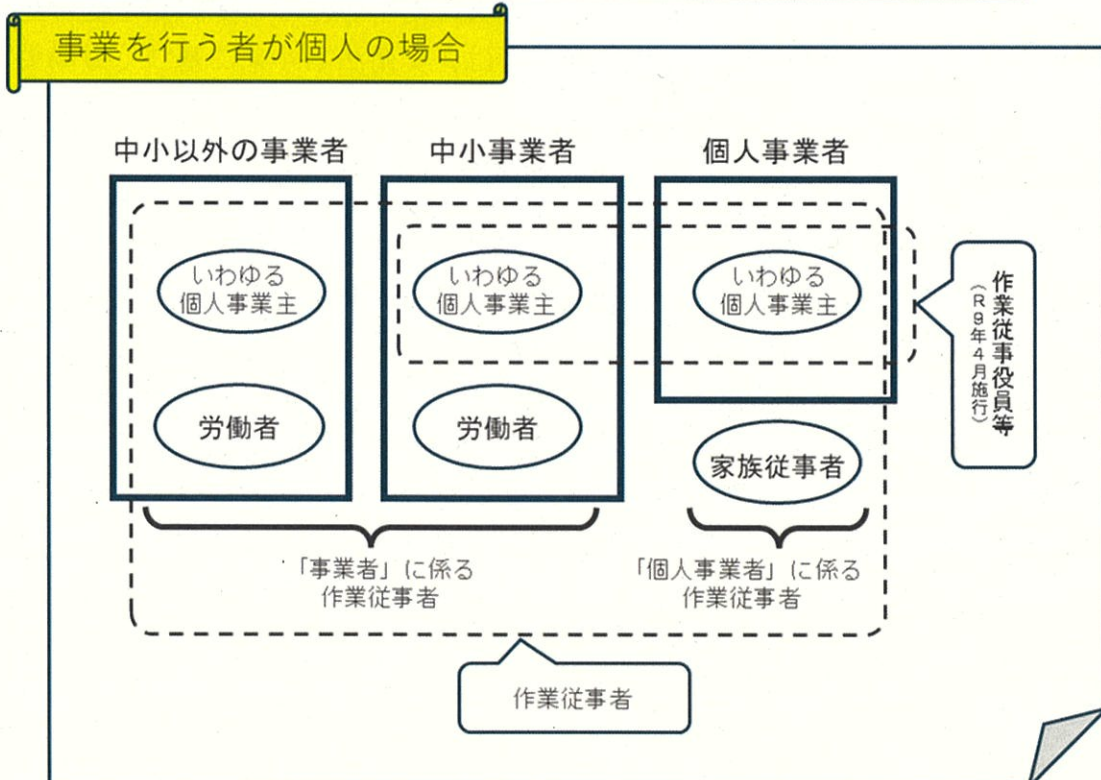 事業を行う者が個人の場合
中小以外の事業者
中小事業者
個人事業者
いわゆる
個人事業主
いわゆる
個人事業主
いわゆる
個人事業主
作業従事役員等
（R9年4月施行）
労働者
労働者
家族従事者
「事業者」に係る
作業従事者
「個人事業者」に係る
作業従事者
作業従事者